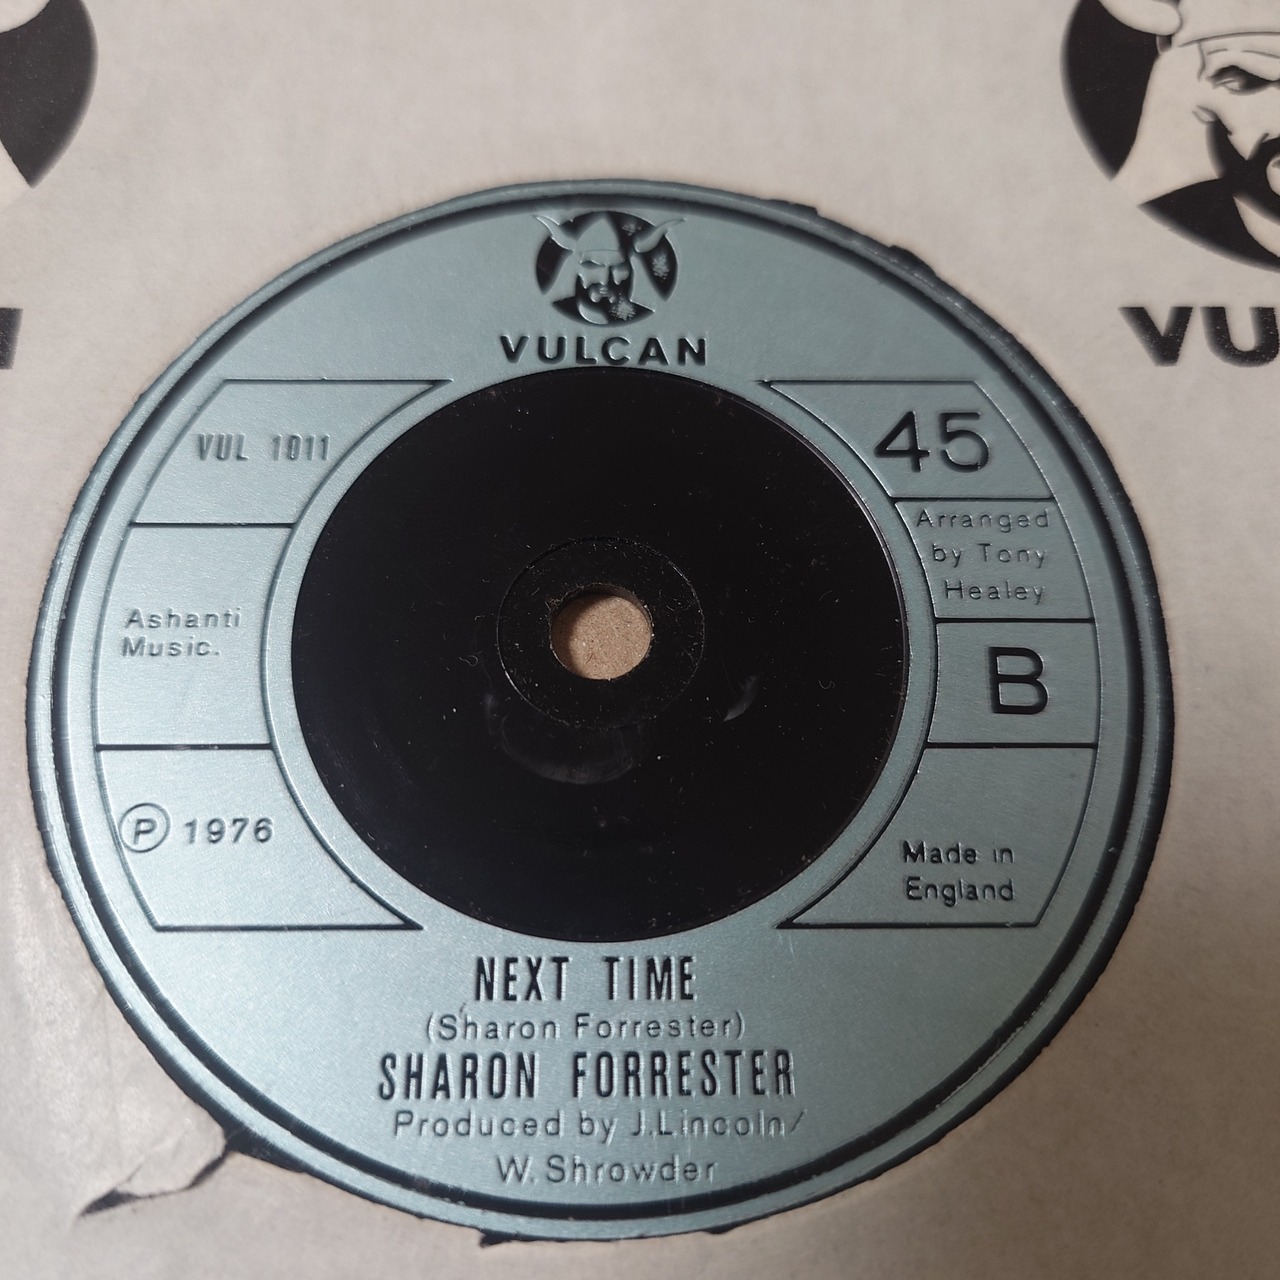 VULCAN
VU
VUL 1011
45
Arranged
by Tony
Healey
Ashanti
Music.
B
Ⓟ 1976
Made in
England
NEXT TIME
(Sharon Forrester)
SHARON FORRESTER
Produced by J.Lincoln/
W.Shrowder